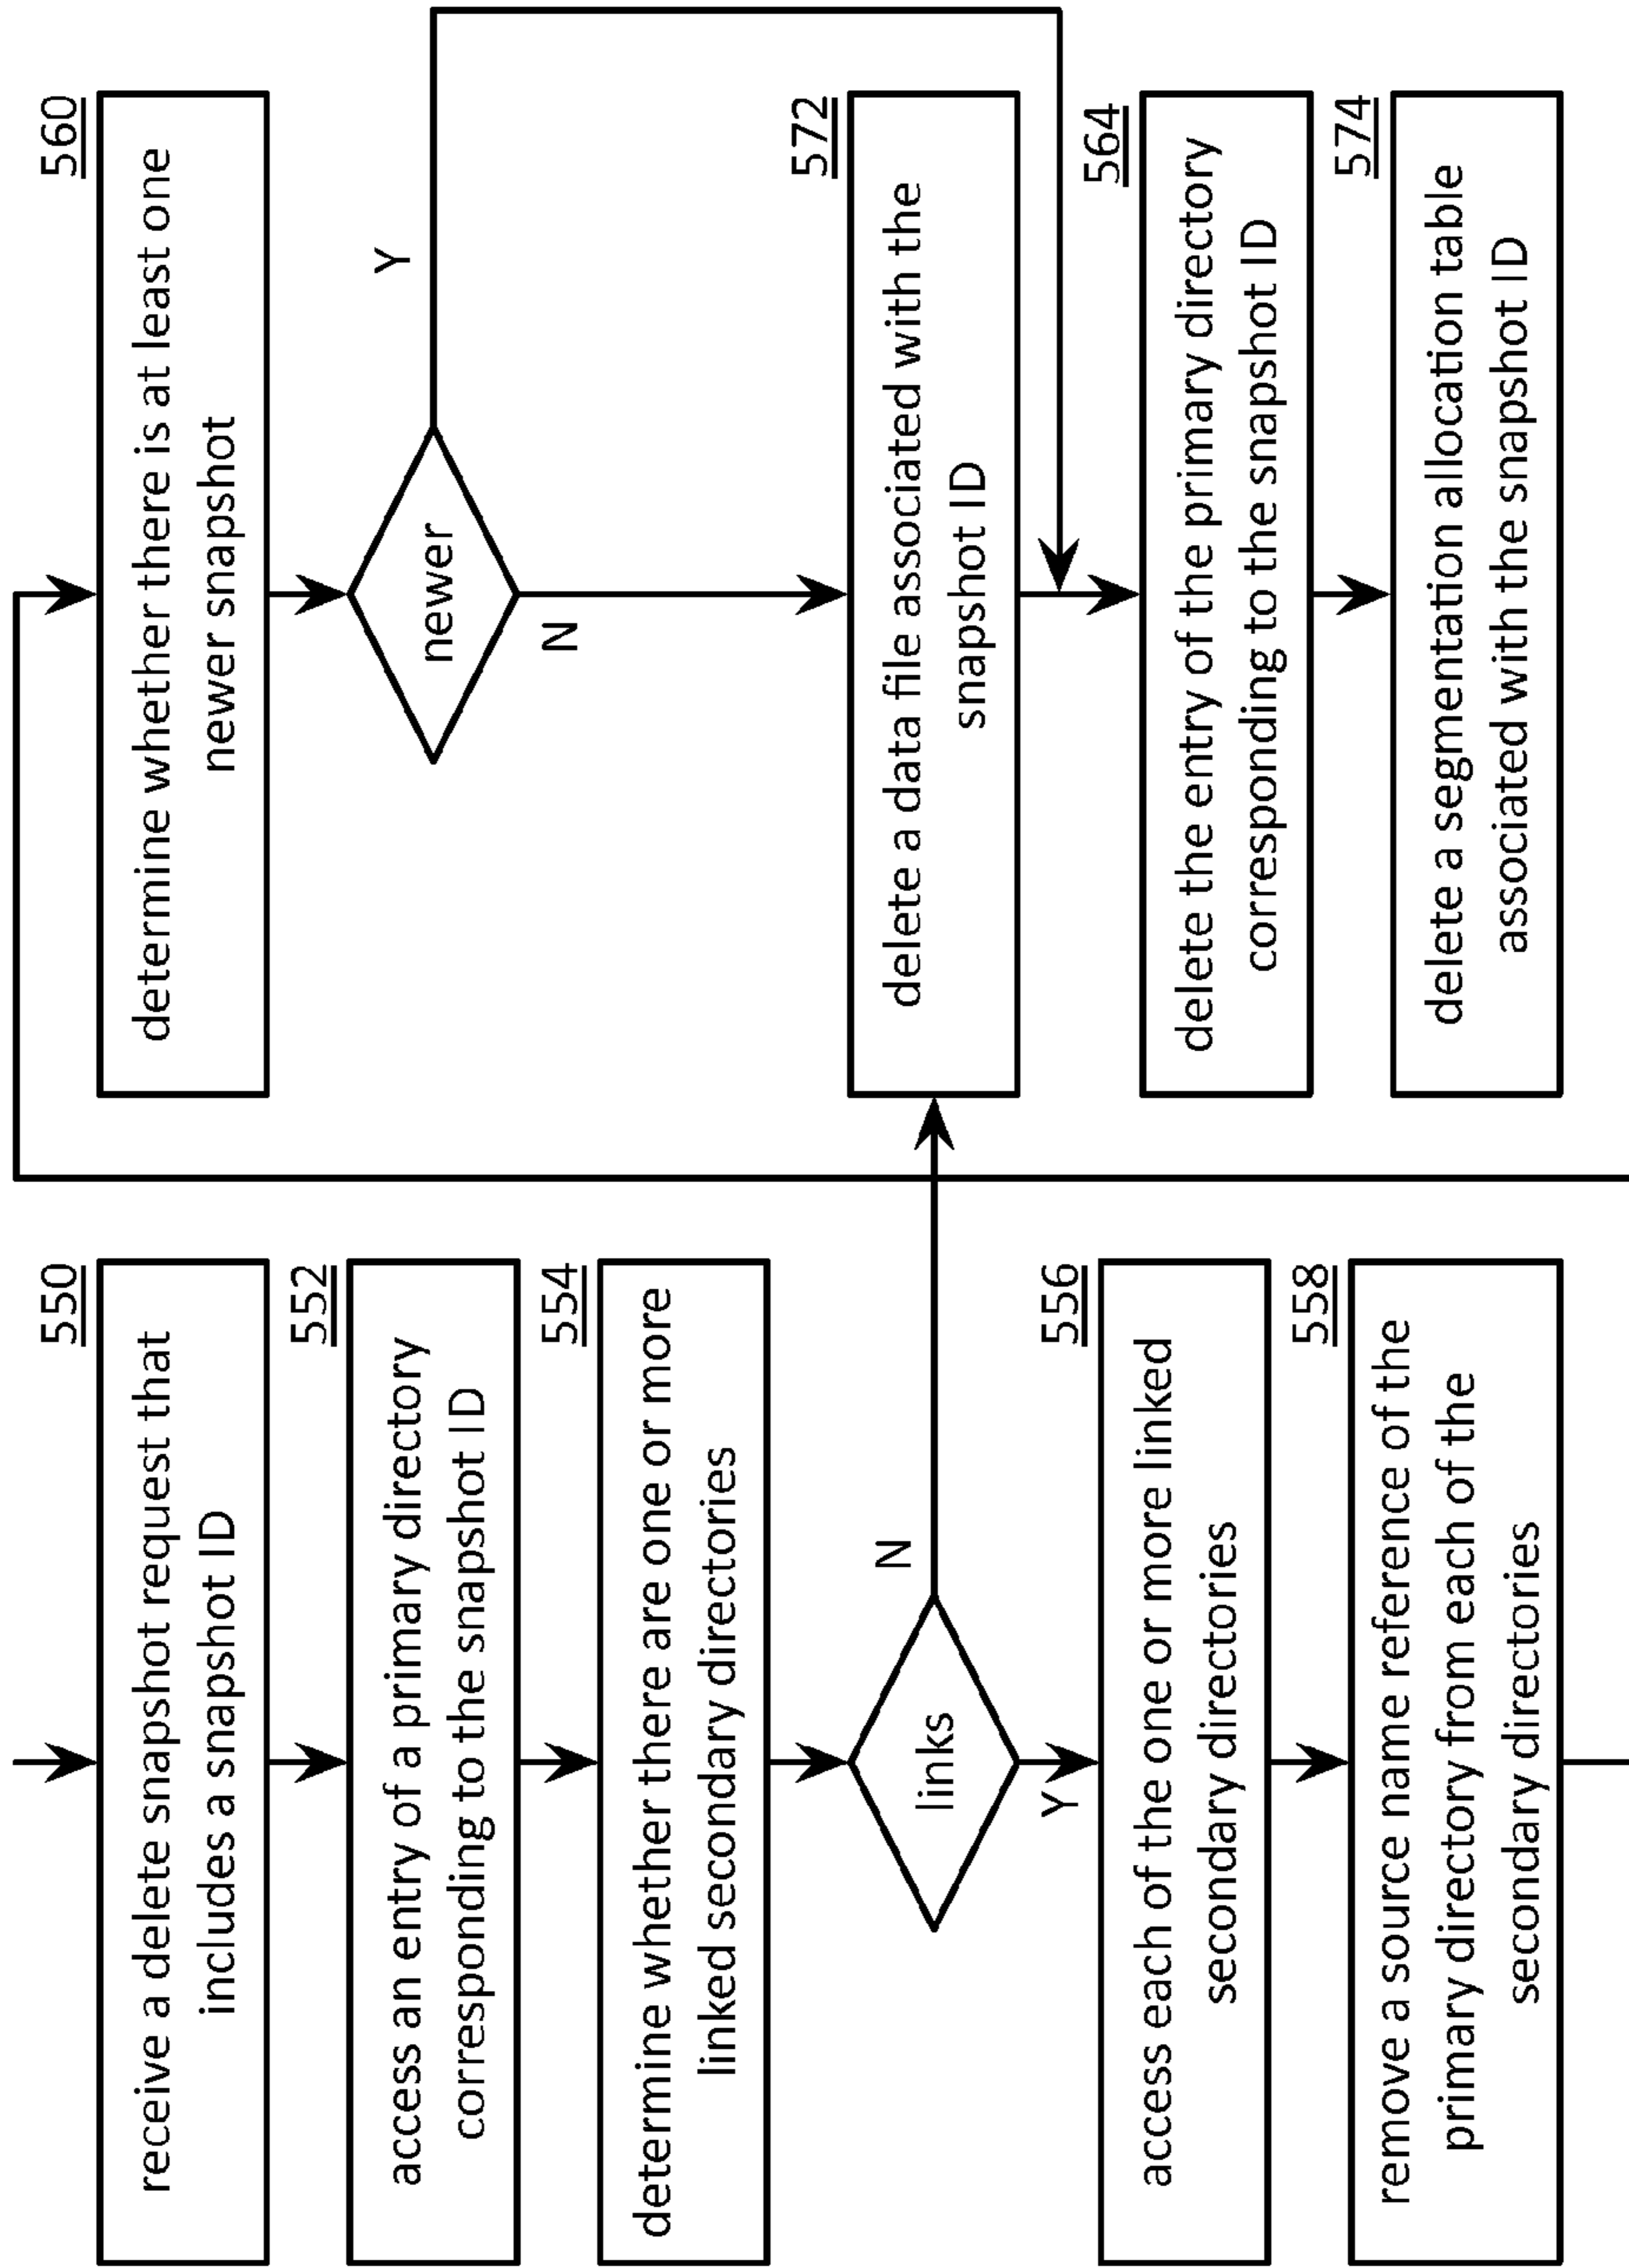 550
receive a delete snapshot request that
includes a snapshot ID
552
access an entry of a primary directory
corresponding to the snapshot ID
554
determine whether there are one or more
linked secondary directories
links
N
Y
556
access each of the one or more linked
secondary directories
558
remove a source name reference of the
primary directory from each of the
secondary directories
560
determine whether there is at least one
newer snapshot
newer
Y
N
572
delete a data file associated with the
snapshot ID
564
delete the entry of the primary directory
corresponding to the snapshot ID
574
delete a segmentation allocation table
associated with the snapshot ID